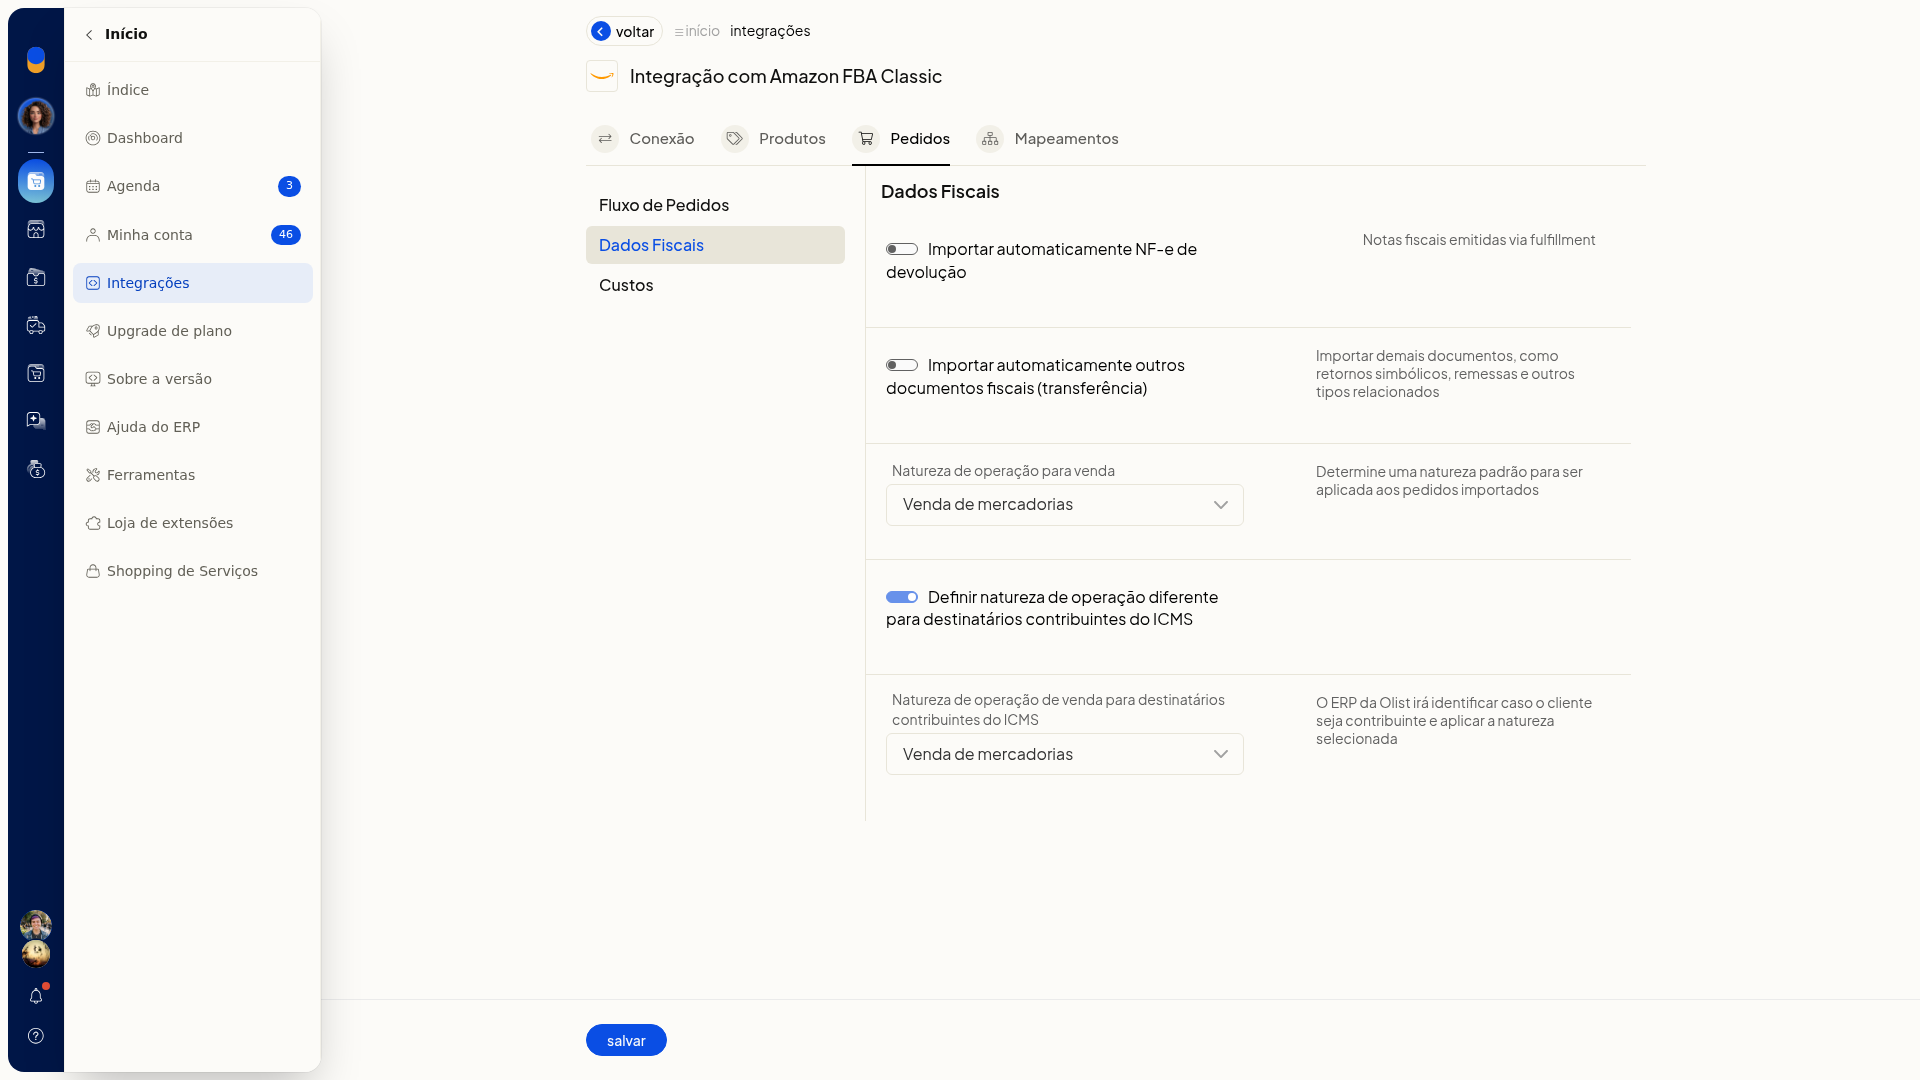 Início
Índice
Dashboard
Agenda
3
Minha conta
46
Integrações
Upgrade de plano
Sobre a versão
Ajuda do ERP
Ferramentas
Loja de extensões
Shopping de Serviços
voltar
início
integrações
Integração com Amazon FBA Classic
Conexão
Produtos
Pedidos
Mapeamentos
Fluxo de Pedidos
Dados Fiscais
Custos
Dados Fiscais
Importar automaticamente NF-e de
devolução
Notas fiscais emitidas via fulfillment
Importar automaticamente outros
documentos fiscais (transferência)
Importar demais documentos, como
retornos simbólicos, remessas e outros
tipos relacionados
Natureza de operação para venda
Venda de mercadorias
Determine uma natureza padrão para ser
aplicada aos pedidos importados
Definir natureza de operação diferente
para destinatários contribuintes do ICMS
Natureza de operação de venda para destinatários
contribuintes do ICMS
Venda de mercadorias
O ERP da Olist irá identificar caso o cliente
seja contribuinte e aplicar a natureza
selecionada
salvar